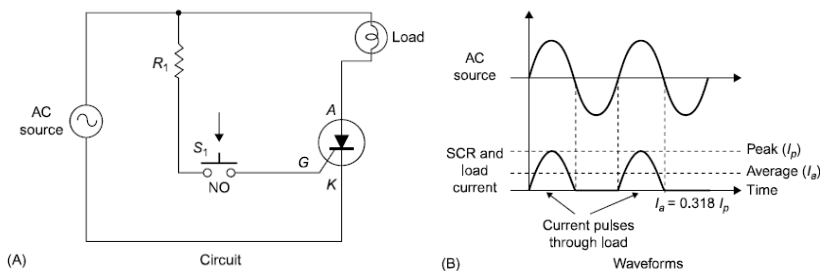 Load
R1
AC
source
A
S1
G
K
NO
(A)
Circuit
AC
source
SCR and
load
current
Peak (Ip)
Average (Ia)
Time
Ia = 0.318 Ip
Current pulses
through load
(B)
Waveforms